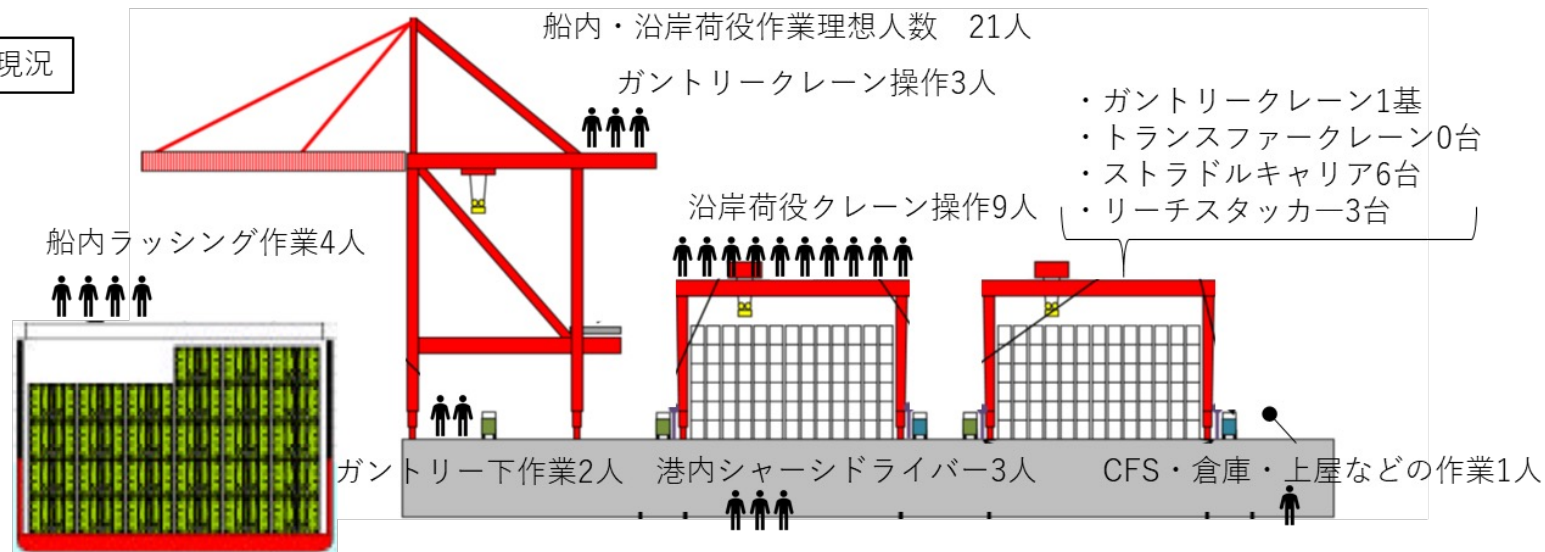 現況
船内・沿岸荷役作業理想人数　21人
ガントリークレーン操作3人
・ガントリークレーン1基
・トランスファークレーン0台
・ストラドルキャリア6台
・リーチスタッカ―3台
沿岸荷役クレーン操作9人
船内ラッシング作業4人
ガントリー下作業2人
港内シャーシドライバー3人
CFS・倉庫・上屋などの作業1人